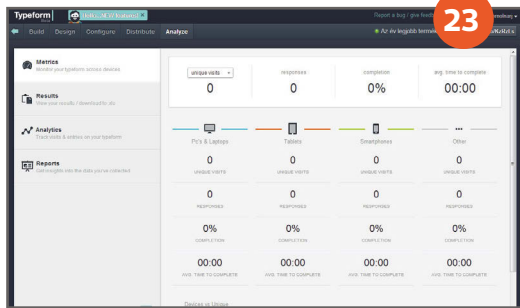 Typeform
Report a bug / give feedb
23
Build Design Configure Distribute Analyze
Az év legjobb termék
Metrics
Monitor your typeform across devices
Results
View your results / download to xls
Analytics
Track visits & entries on your typeform
Reports
Get insights into the data you've collected
unique visits responses completion avg. time to complete
0 0 0% 00:00
Pc's & Laptops Tablets Smartphones Other
0 0 0 0
UNIQUE VISITS UNIQUE VISITS UNIQUE VISITS UNIQUE VISITS
0 0 0 0
RESPONSES RESPONSES RESPONSES RESPONSES
0% 0% 0% 0%
COMPLETION COMPLETION COMPLETION COMPLETION
00:00 00:00 00:00 00:00
AVG. TIME TO COMPLETE AVG. TIME TO COMPLETE AVG. TIME TO COMPLETE AVG. TIME TO COMPLETE
Devices vs Unique